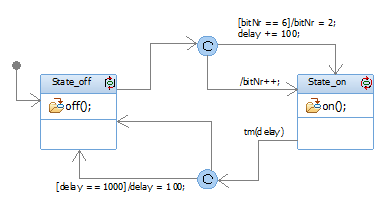 [bitNr == 6]/bitNr = 2;
delay += 100;
C
State_off
/bitNr++;
State_on
off();
on();
tm(delay)
C
[delay == 1000]/delay = 100;